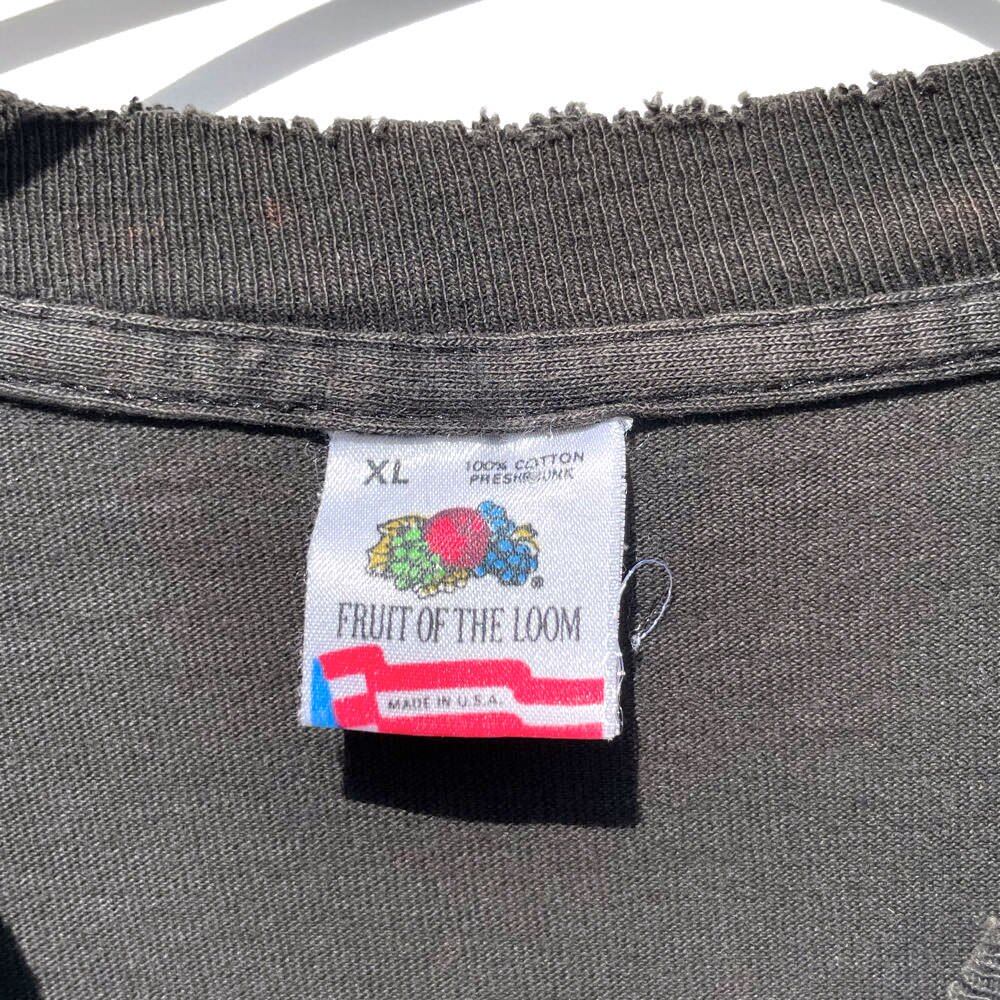 XL
100% COTTON
PRESHRUNK
®
FRUIT OF THE LOOM
MADE IN U.S.A.